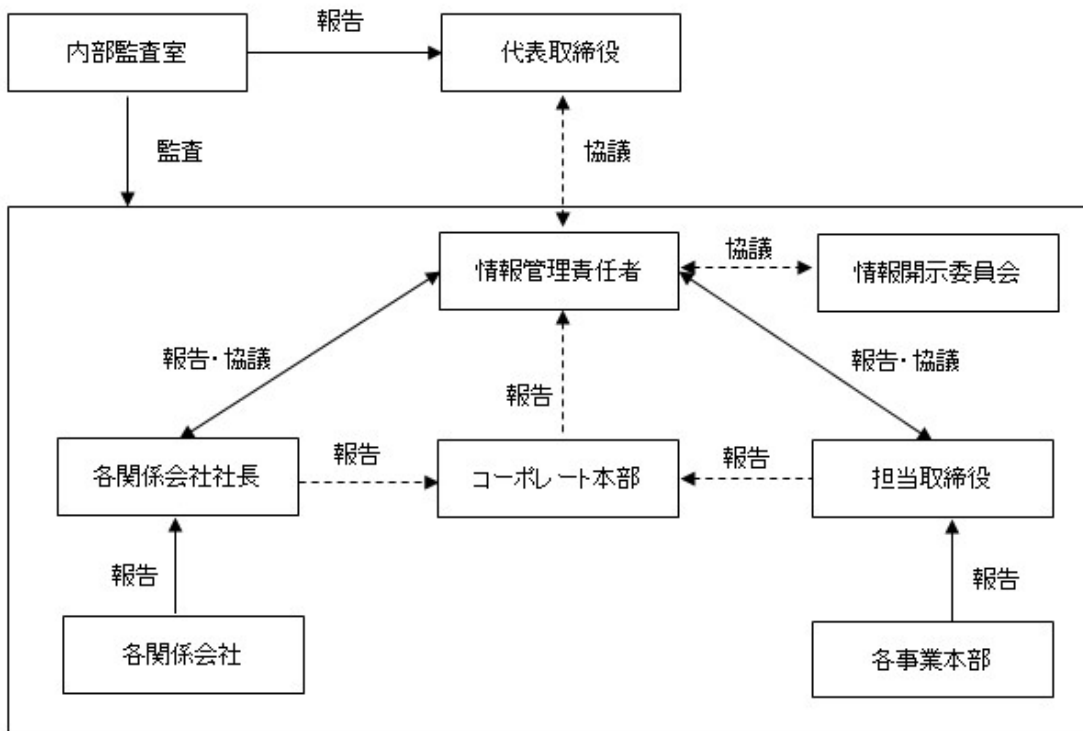 報告
内部監査室
代表取締役
監査
協議
情報管理責任者
協議
情報開示委員会
報告・協議
報告・協議
報告
各関係会社社長
報告
コーポレート本部
報告
担当取締役
報告
報告
各関係会社
各事業本部